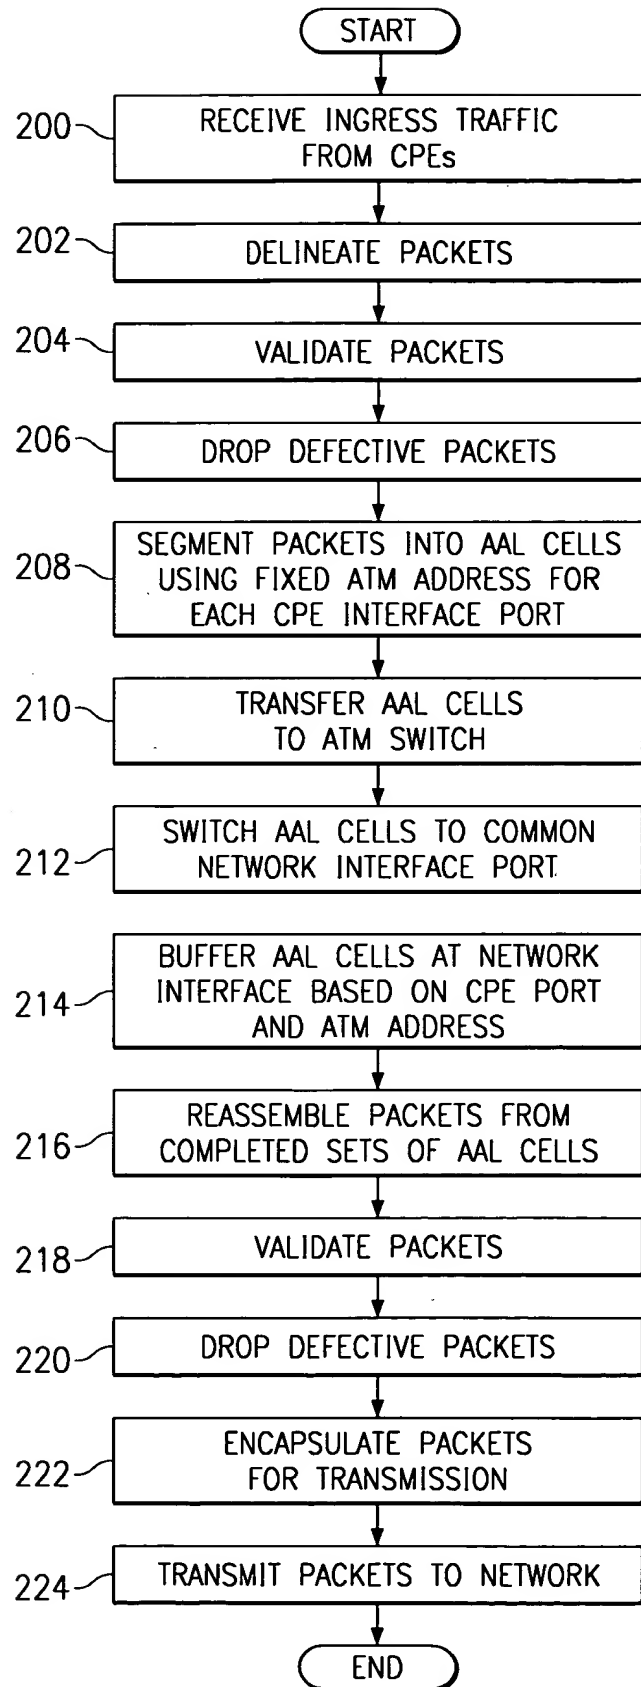 START
200
RECEIVE INGRESS TRAFFIC
FROM CPEs
202
DELINEATE PACKETS
204
VALIDATE PACKETS
206
DROP DEFECTIVE PACKETS
208
SEGMENT PACKETS INTO AAL CELLS
USING FIXED ATM ADDRESS FOR
EACH CPE INTERFACE PORT
210
TRANSFER AAL CELLS
TO ATM SWITCH
212
SWITCH AAL CELLS TO COMMON
NETWORK INTERFACE PORT
214
BUFFER AAL CELLS AT NETWORK
INTERFACE BASED ON CPE PORT
AND ATM ADDRESS
216
REASSEMBLE PACKETS FROM
COMPLETED SETS OF AAL CELLS
218
VALIDATE PACKETS
220
DROP DEFECTIVE PACKETS
222
ENCAPSULATE PACKETS
FOR TRANSMISSION
224
TRANSMIT PACKETS TO NETWORK
END